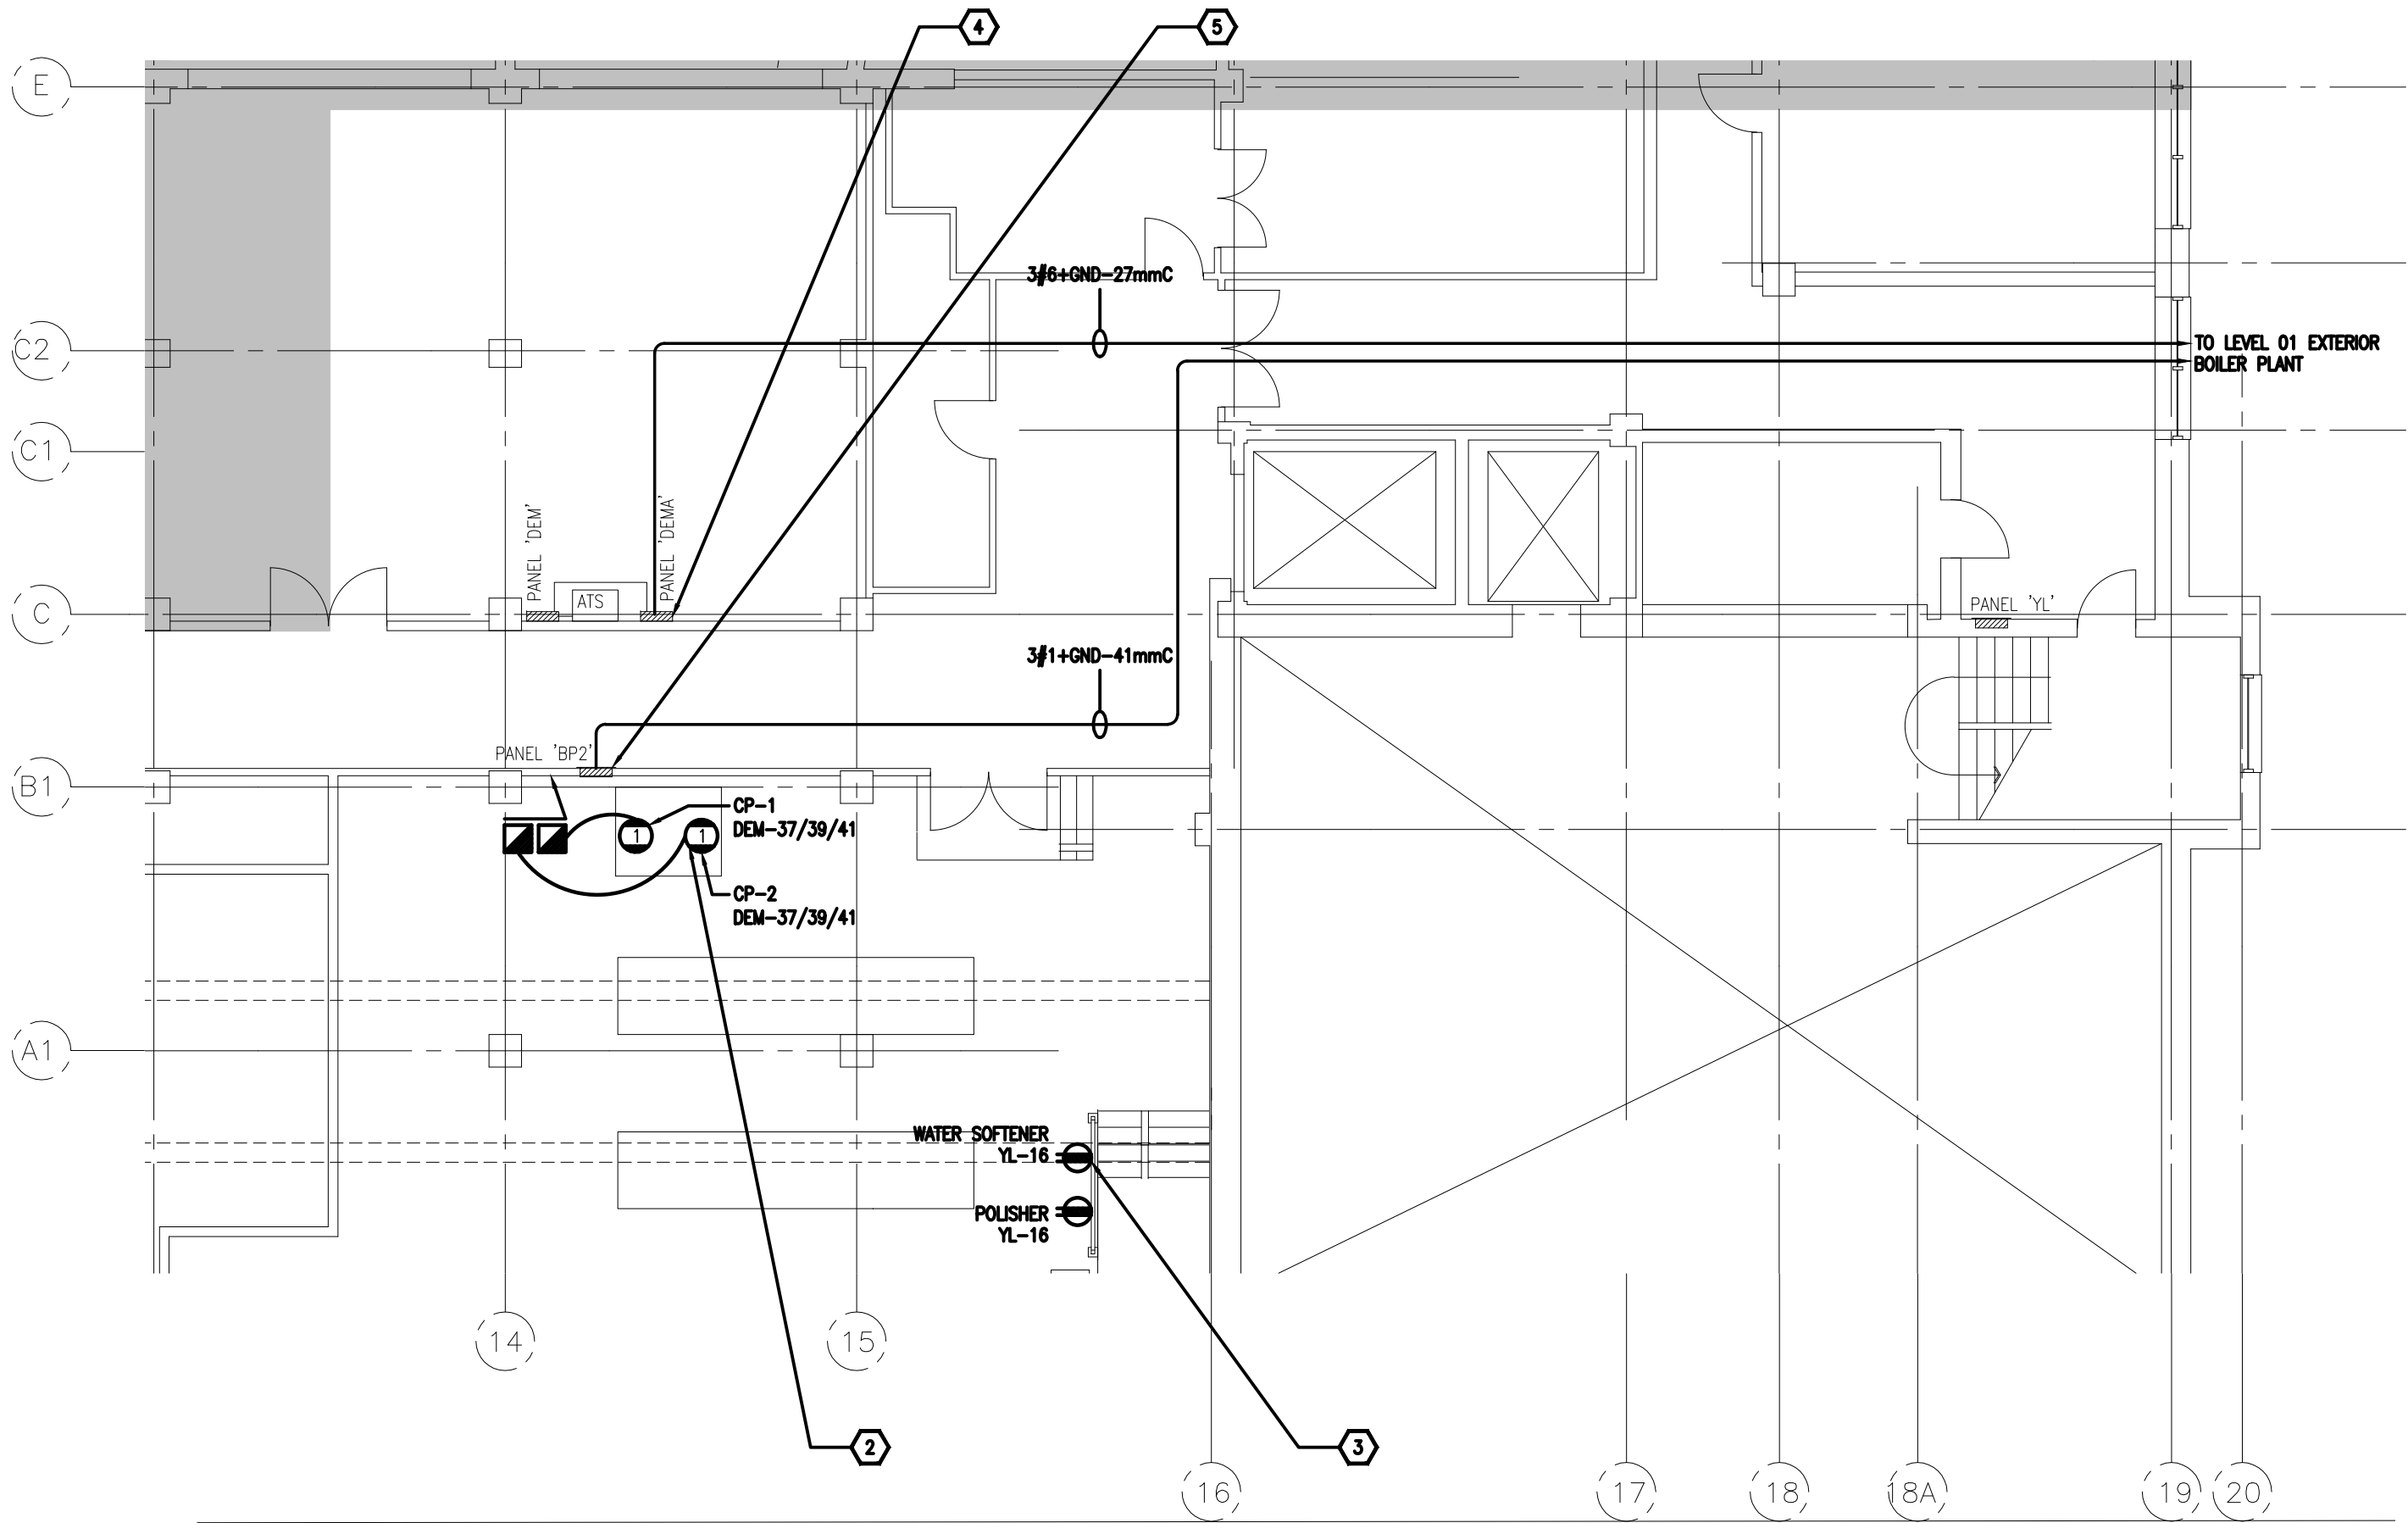 4
5
E
3#6+GND-27mmC
C2
TO LEVEL 01 EXTERIOR
BOILER PLANT
C1
PANEL 'DEM'
PANEL 'DEMA'
ATS
C
PANEL 'YL'
3#1+GND-41mmC
PANEL 'BP2'
B1
CP-1
DEM-37/39/41
1
1
CP-2
DEM-37/39/41
A1
WATER SOFTENER
YL-16
POLISHER
YL-16
14
15
2
3
16
17
18
18A
19
20